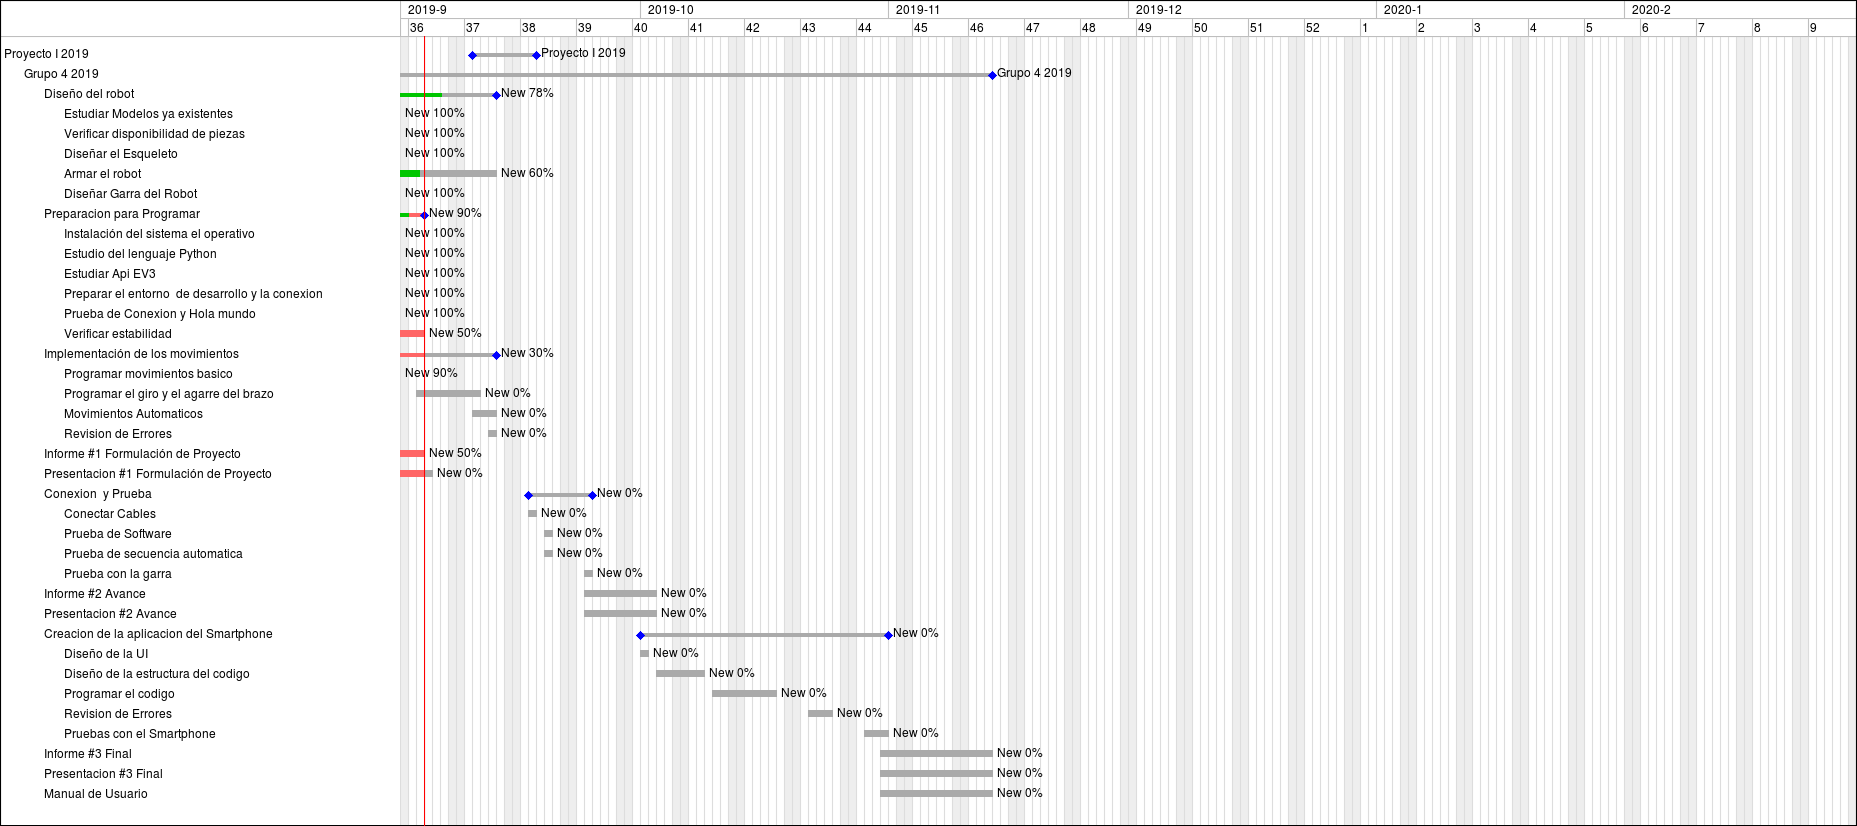 2019-9 2019-10 2019-11 2019-12 2020-1 2020-2
36 37 38 39 40 41 42 43 44 45 46 47 48 49 50 51 52 1 2 3 4 5 6 7 8 9
Proyecto I 2019 Proyecto I 2019
Grupo 4 2019 Grupo 4 2019
Diseño del robot New 78%
Estudiar Modelos ya existentes New 100%
Verificar disponibilidad de piezas New 100%
Diseñar el Esqueleto New 100%
Armar el robot New 60%
Diseñar Garra del Robot New 100%
Preparacion para Programar New 90%
Instalación del sistema el operativo New 100%
Estudio del lenguaje Python New 100%
Estudiar Api EV3 New 100%
Preparar el entorno  de desarrollo y la conexion New 100%
Prueba de Conexion y Hola mundo New 100%
Verificar estabilidad New 50%
Implementación de los movimientos New 30%
Programar movimientos basico New 90%
Programar el giro y el agarre del brazo New 0%
Movimientos Automaticos New 0%
Revision de Errores New 0%
Informe #1 Formulación de Proyecto New 50%
Presentacion #1 Formulación de Proyecto New 0%
Conexion  y Prueba New 0%
Conectar Cables New 0%
Prueba de Software New 0%
Prueba de secuencia automatica New 0%
Prueba con la garra New 0%
Informe #2 Avance New 0%
Presentacion #2 Avance New 0%
Creacion de la aplicacion del Smartphone New 0%
Diseño de la UI New 0%
Diseño de la estructura del codigo New 0%
Programar el codigo New 0%
Revision de Errores New 0%
Pruebas con el Smartphone New 0%
Informe #3 Final New 0%
Presentacion #3 Final New 0%
Manual de Usuario New 0%